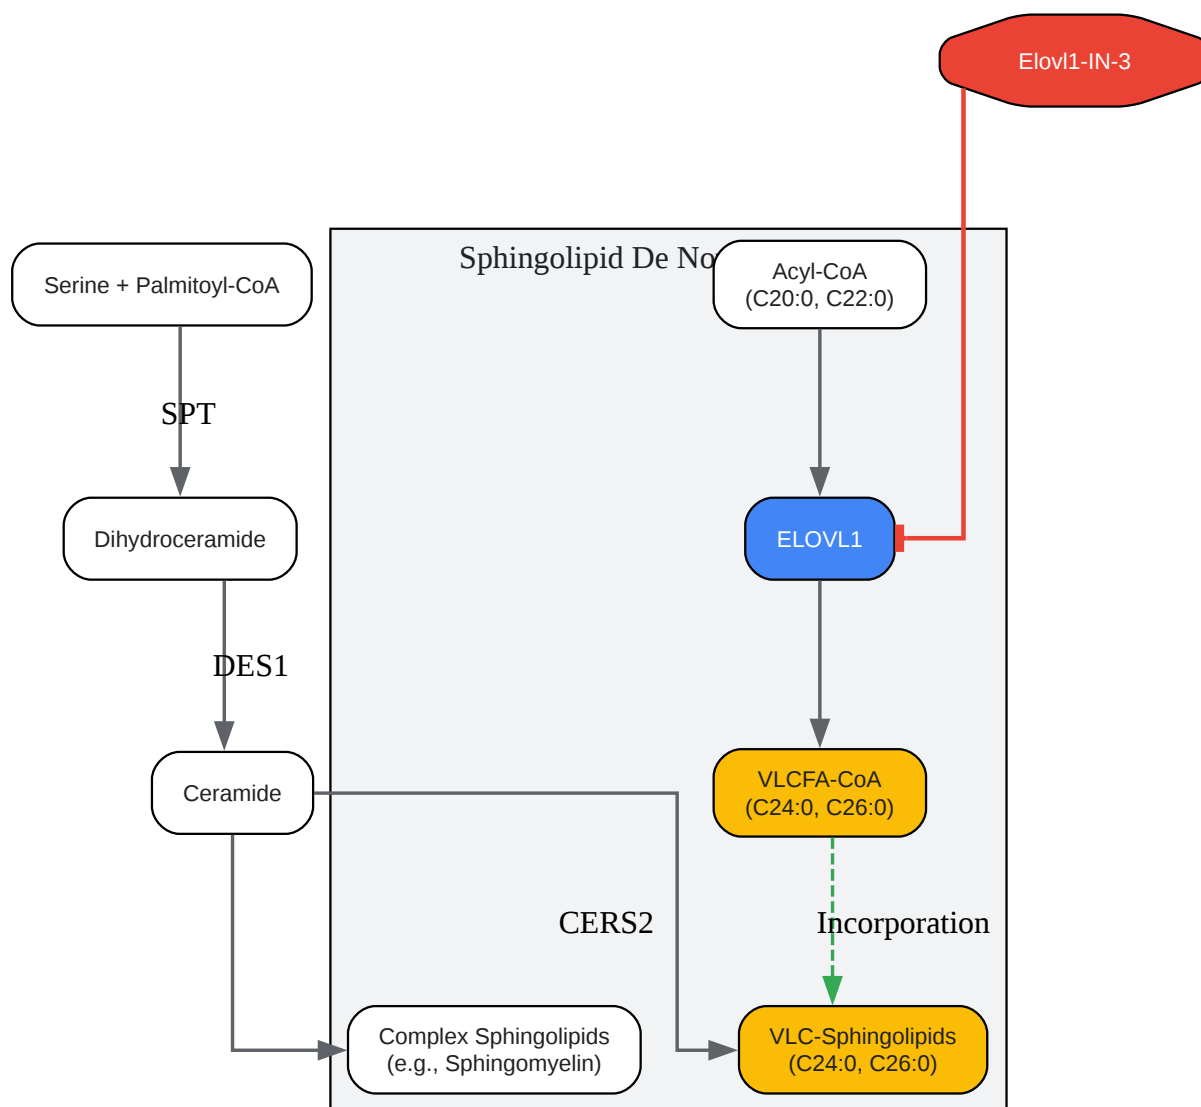 Elovl1-IN-3
Sphingolipid De No
Serine + Palmitoyl-CoA
Acyl-CoA
(C20:0, C22:0)
SPT
Dihydroceramide
ELOVL1
DES1
Ceramide
VLCFA-CoA
(C24:0, C26:0)
CERS2
Incorporation
Complex Sphingolipids
(e.g., Sphingomyelin)
VLC-Sphingolipids
(C24:0, C26:0)